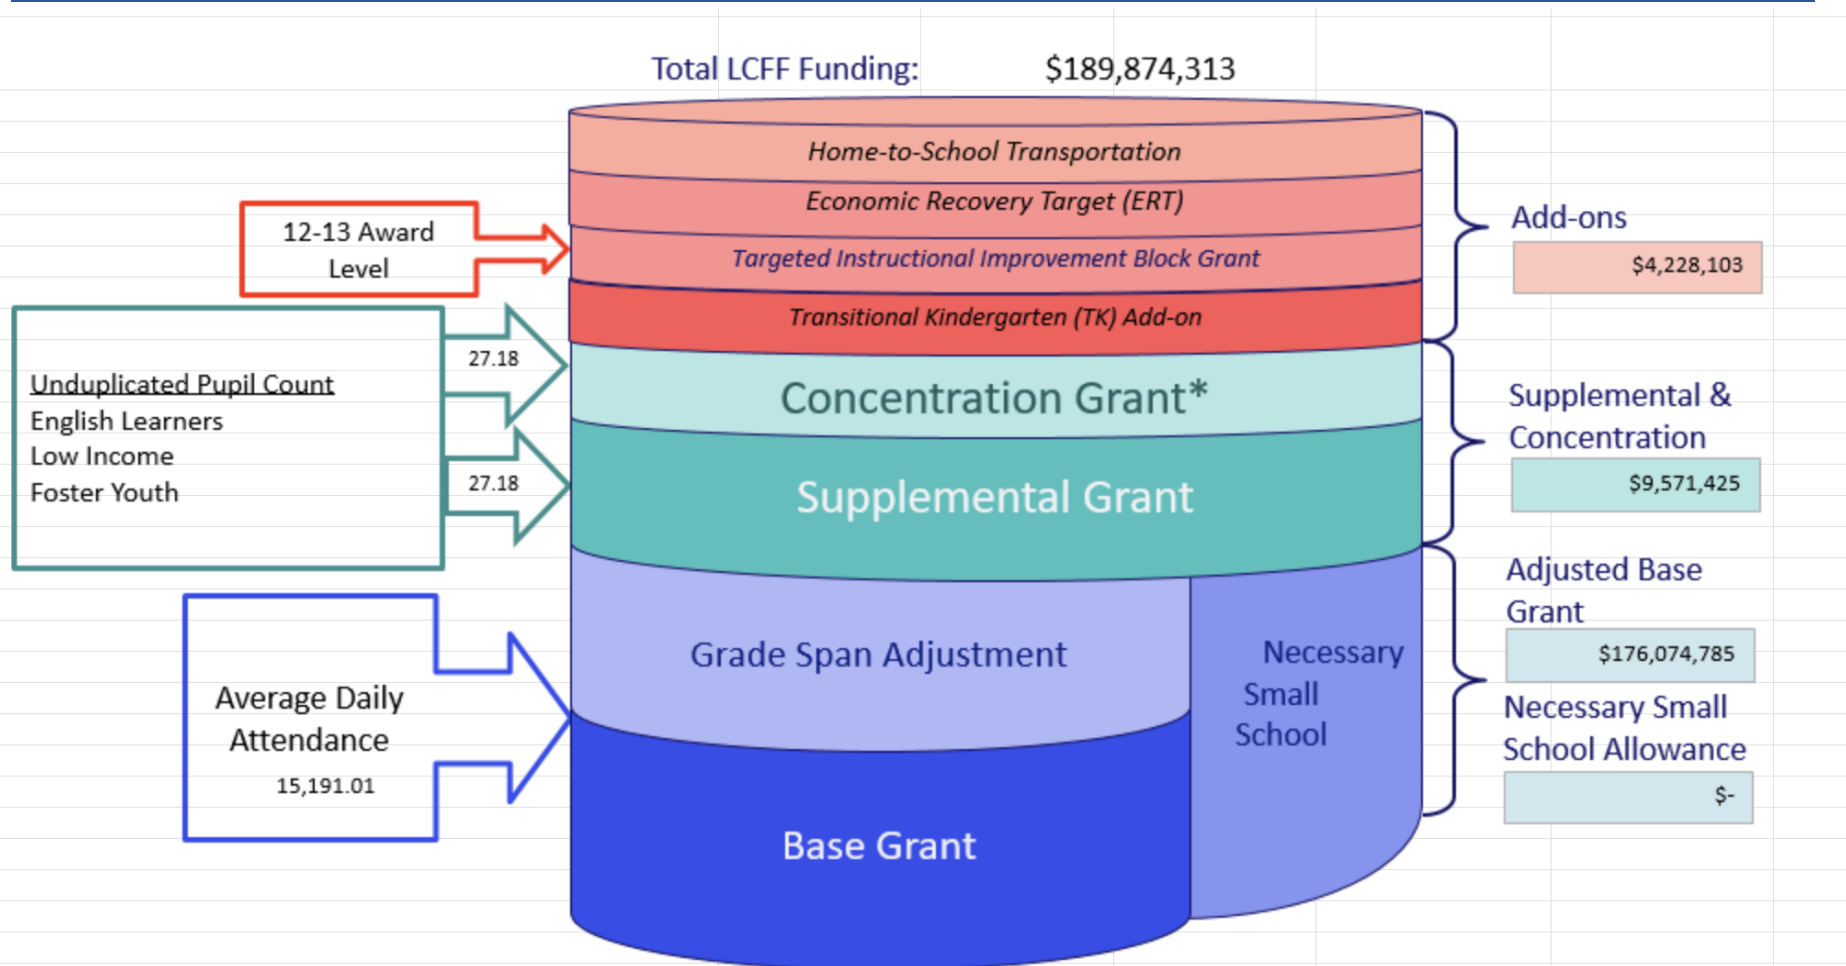 Total LCFF Funding: $189,874,313
Home-to-School Transportation
Economic Recovery Target (ERT)
Targeted Instructional Improvement Block Grant
Transitional Kindergarten (TK) Add-on
Concentration Grant*
Supplemental Grant
Grade Span Adjustment
Base Grant
Necessary
Small
School
12-13 Award
Level
Unduplicated Pupil Count
English Learners
Low Income
Foster Youth
27.18
27.18
Average Daily
Attendance
15,191.01
Add-ons
$4,228,103
Supplemental &
Concentration
$9,571,425
Adjusted Base
Grant
$176,074,785
Necessary Small
School Allowance
$-